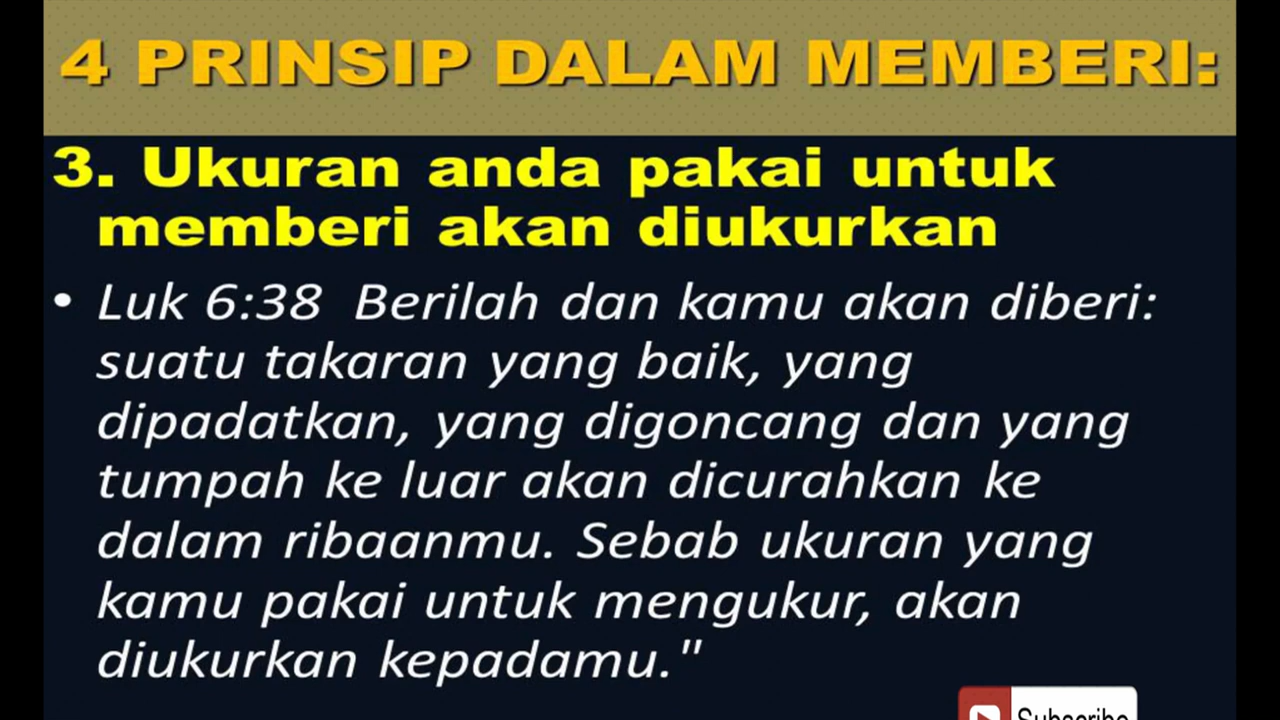 4 PRINSIP DALAM MEMBERI:
3. Ukuran anda pakai untuk
memberi akan diukurkan
• Luk 6:38 Berilah dan kamu akan diberi:
suatu takaran yang baik, yang
dipadatkan, yang digoncang dan yang
tumpah ke luar akan dicurahkan ke
dalam ribaanmu. Sebab ukuran yang
kamu pakai untuk mengukur, akan
diukurkan kepadamu."
Subscribe